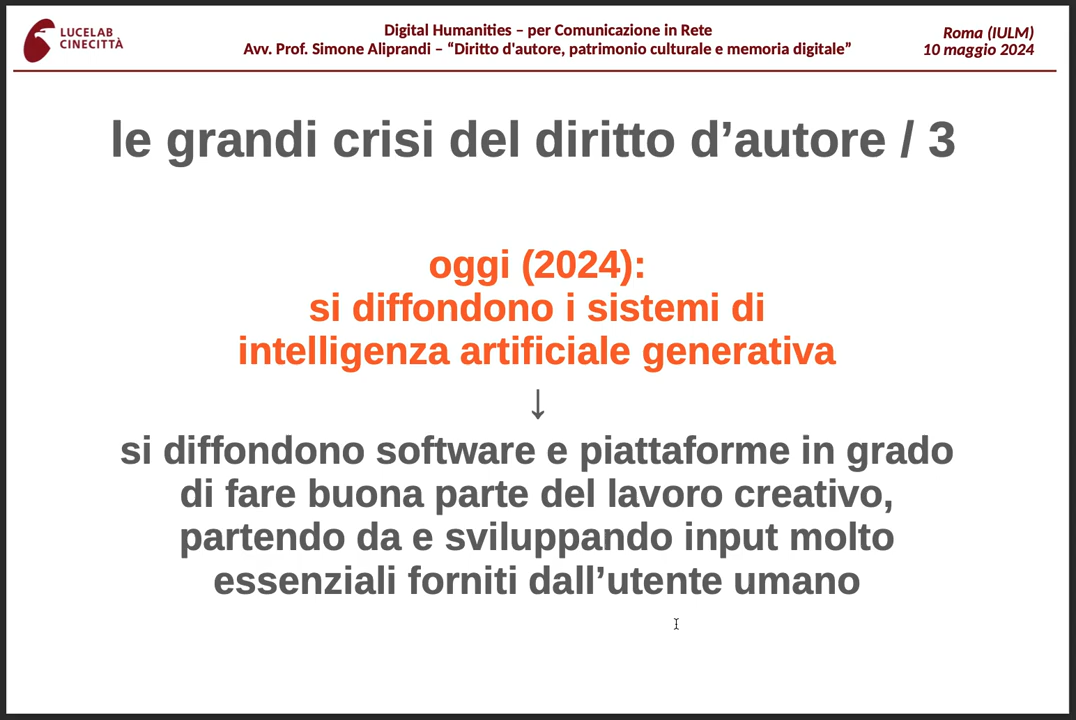 LUCELAB
CINECITTÀ
Digital Humanities – per Comunicazione in Rete
Avv. Prof. Simone Aliprandi – “Diritto d'autore, patrimonio culturale e memoria digitale”
Roma (IULM)
10 maggio 2024
le grandi crisi del diritto d’autore / 3
oggi (2024):
si diffondono i sistemi di
intelligenza artificiale generativa
↓
si diffondono software e piattaforme in grado
di fare buona parte del lavoro creativo,
partendo da e sviluppando input molto
essenziali forniti dall’utente umano